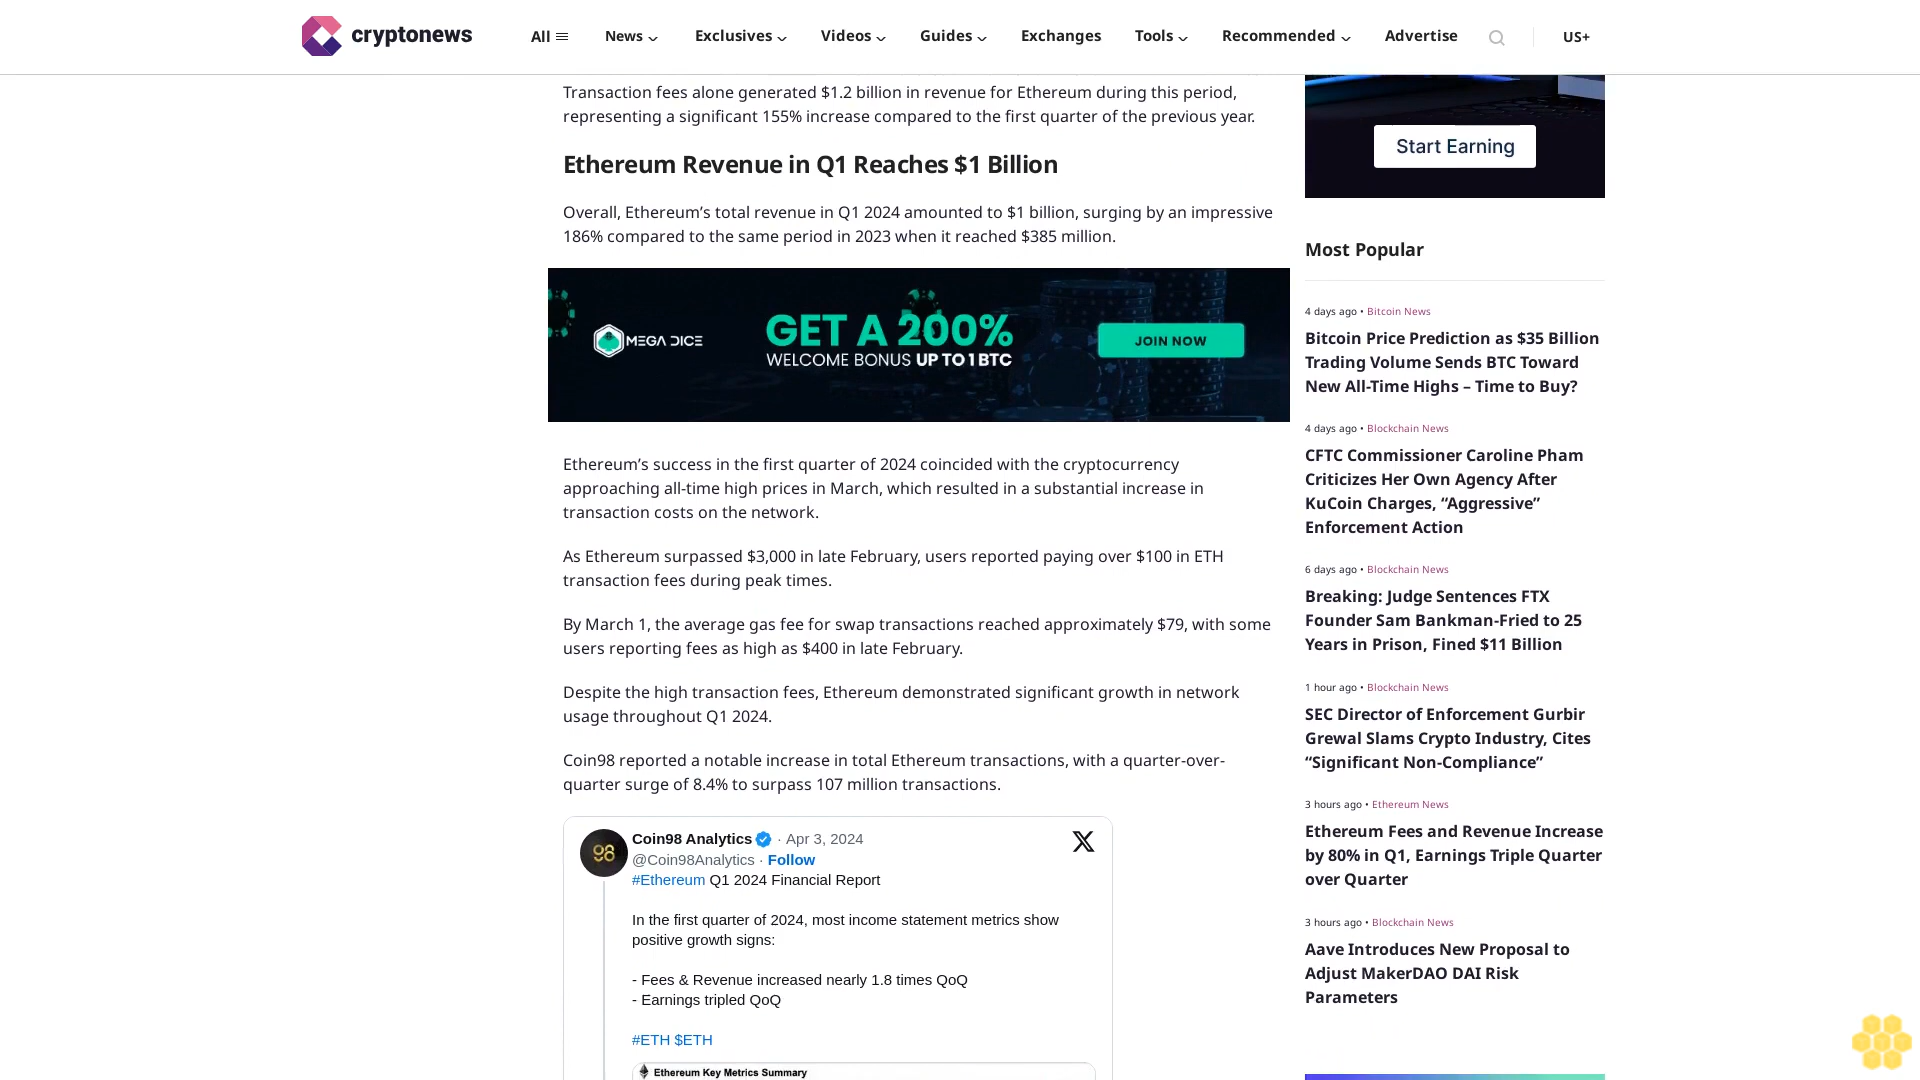 cryptonews
All
News
Exclusives
Videos
Guides
Exchanges
Tools
Recommended
Advertise
US+
Transaction fees alone generated $1.2 billion in revenue for Ethereum during this period,
representing a significant 155% increase compared to the first quarter of the previous year.
Ethereum Revenue in Q1 Reaches $1 Billion
Overall, Ethereum’s total revenue in Q1 2024 amounted to $1 billion, surging by an impressive
186% compared to the same period in 2023 when it reached $385 million.
MEGA DICE
GET A 200%
WELCOME BONUS UP TO 1 BTC
JOIN NOW
Ethereum’s success in the first quarter of 2024 coincided with the cryptocurrency
approaching all-time high prices in March, which resulted in a substantial increase in
transaction costs on the network.
As Ethereum surpassed $3,000 in late February, users reported paying over $100 in ETH
transaction fees during peak times.
By March 1, the average gas fee for swap transactions reached approximately $79, with some
users reporting fees as high as $400 in late February.
Despite the high transaction fees, Ethereum demonstrated significant growth in network
usage throughout Q1 2024.
Coin98 reported a notable increase in total Ethereum transactions, with a quarter-over-
quarter surge of 8.4% to surpass 107 million transactions.
98
Coin98 Analytics · Apr 3, 2024
@Coin98Analytics · Follow
#Ethereum Q1 2024 Financial Report
In the first quarter of 2024, most income statement metrics show
positive growth signs:
- Fees & Revenue increased nearly 1.8 times QoQ
- Earnings tripled QoQ
#ETH $ETH
Ethereum Key Metrics Summary
Start Earning
Most Popular
4 days ago • Bitcoin News
Bitcoin Price Prediction as $35 Billion
Trading Volume Sends BTC Toward
New All-Time Highs – Time to Buy?
4 days ago • Blockchain News
CFTC Commissioner Caroline Pham
Criticizes Her Own Agency After
KuCoin Charges, “Aggressive”
Enforcement Action
6 days ago • Blockchain News
Breaking: Judge Sentences FTX
Founder Sam Bankman-Fried to 25
Years in Prison, Fined $11 Billion
1 hour ago • Blockchain News
SEC Director of Enforcement Gurbir
Grewal Slams Crypto Industry, Cites
“Significant Non-Compliance”
3 hours ago • Ethereum News
Ethereum Fees and Revenue Increase
by 80% in Q1, Earnings Triple Quarter
over Quarter
3 hours ago • Blockchain News
Aave Introduces New Proposal to
Adjust MakerDAO DAI Risk
Parameters